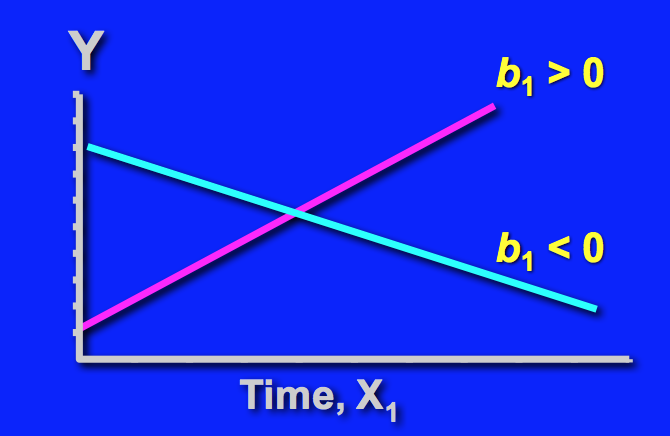 Y
b₁ > 0
b₁ < 0
Time, X₁